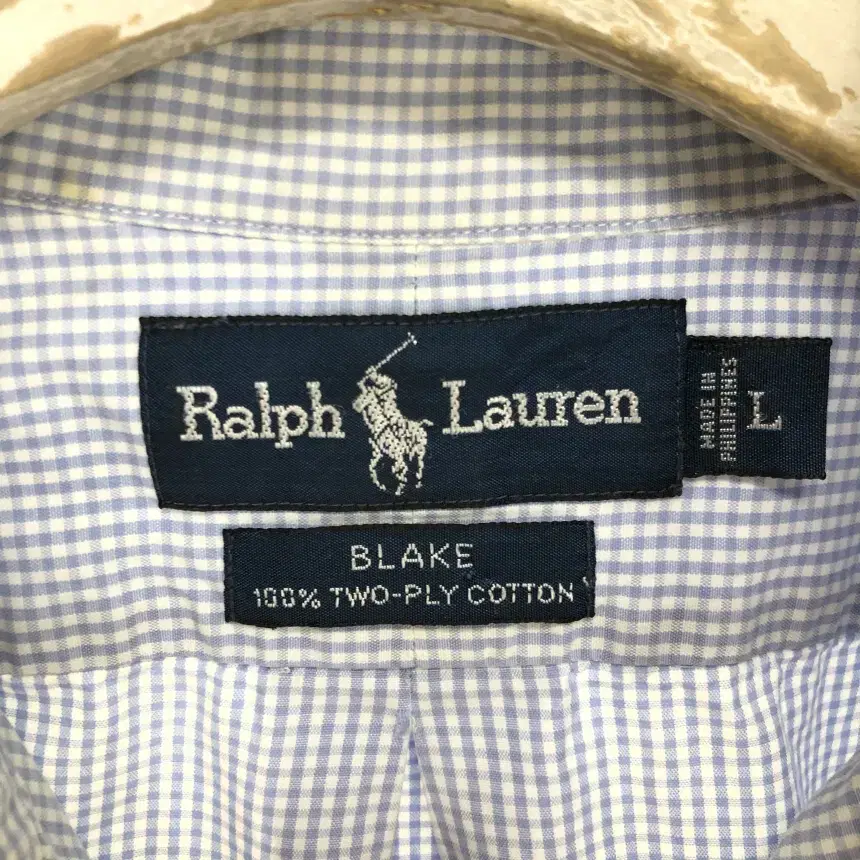 Ralph Lauren
MADE IN
PHILIPPINES
L
BLAKE
100% TWO-PLY COTTON